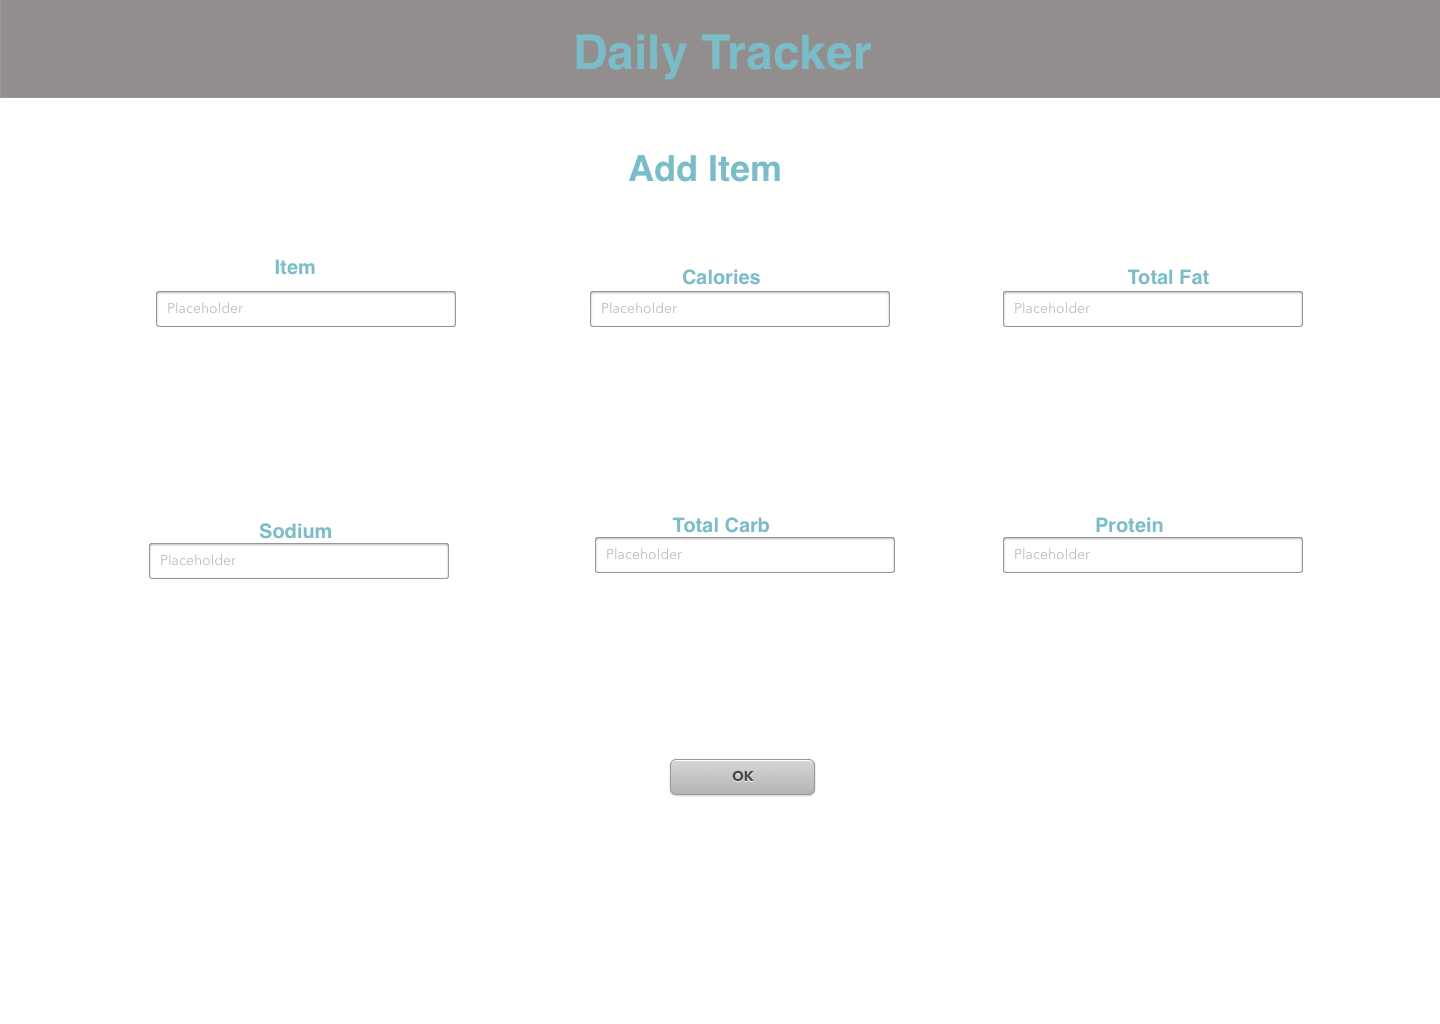 Daily Tracker
Add Item
Item
Calories
Total Fat
Placeholder
Placeholder
Placeholder
Sodium
Total Carb
Protein
Placeholder
Placeholder
Placeholder
OK